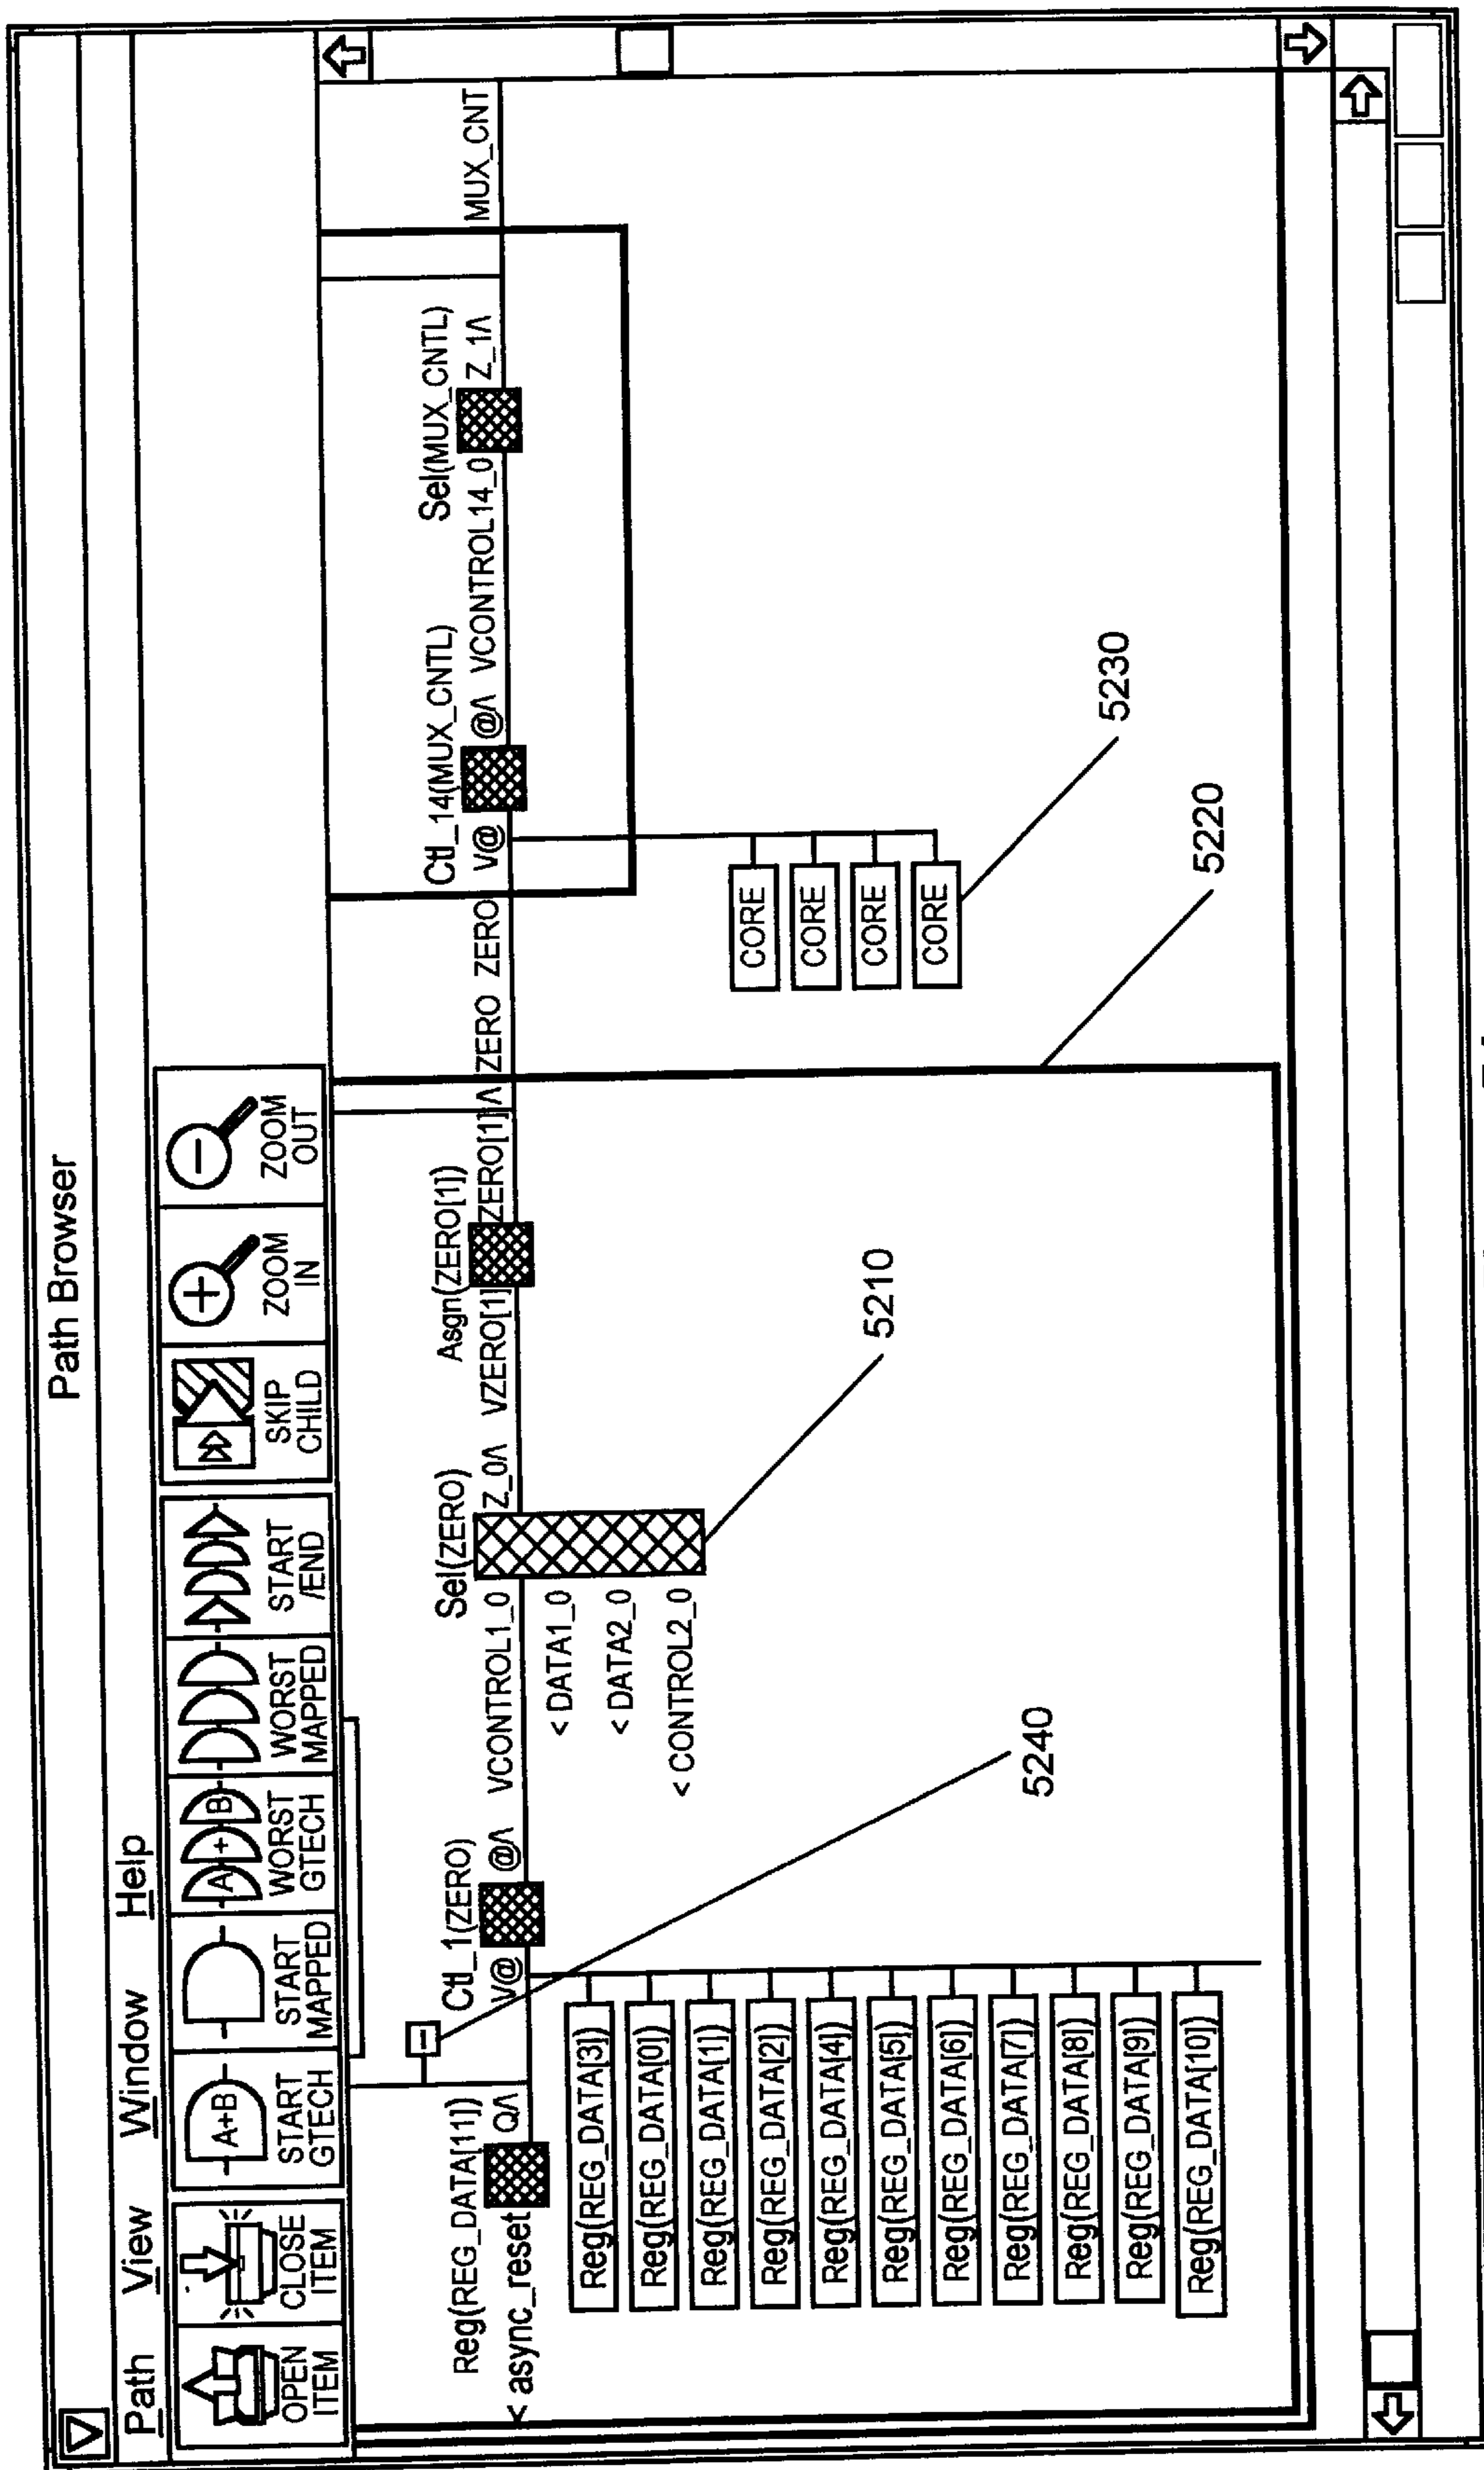 Path Browser
Path View Window Help
OPEN ITEM
CLOSE ITEM
A+B
START GTECH
START MAPPED
A + B
WORST GTECH
WORST MAPPED
START /END
SKIP CHILD
ZOOM IN
ZOOM OUT
Reg(REG_DATA[11])
< async_reset
QΛ
Ctl_1(ZERO)
V@ @Λ
VCONTROL1_0
Sel(ZERO)
Z_0Λ
< DATA1_0
< DATA2_0
< CONTROL2_0
VZERO[1]
Asgn(ZERO[1])
ZERO[1]Λ
ZERO ZERO
Ctl_14(MUX_CNTL)
V@ @Λ
VCONTROL14_0
Sel(MUX_CNTL)
Z_1Λ
MUX_CNT
Reg(REG_DATA[3])
Reg(REG_DATA[0])
Reg(REG_DATA[1])
Reg(REG_DATA[2])
Reg(REG_DATA[4])
Reg(REG_DATA[5])
Reg(REG_DATA[6])
Reg(REG_DATA[7])
Reg(REG_DATA[8])
Reg(REG_DATA[9])
Reg(REG_DATA[10])
CORE
CORE
CORE
CORE
5240
5210
5220
5230